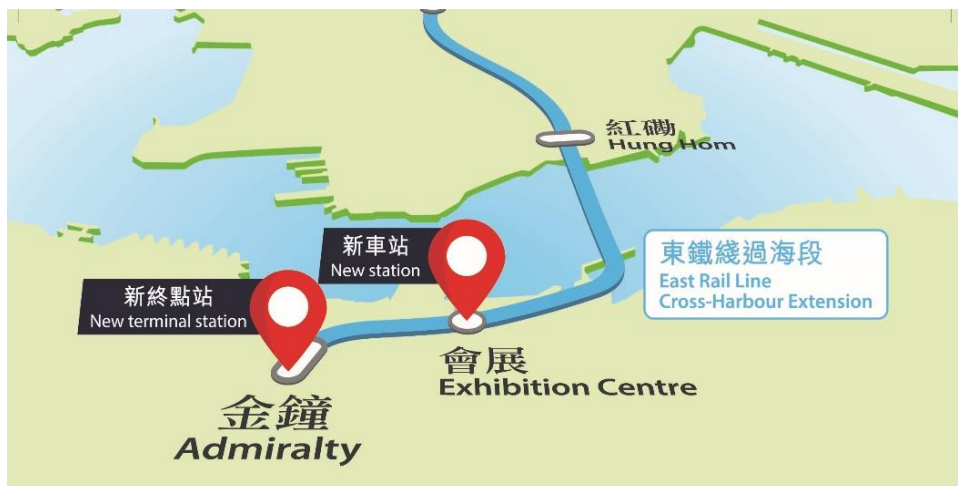 紅磡
Hung Hom
新車站
New station
東鐵綫過海段
East Rail Line
Cross-Harbour Extension
新終點站
New terminal station
會展
Exhibition Centre
金鐘
Admiralty